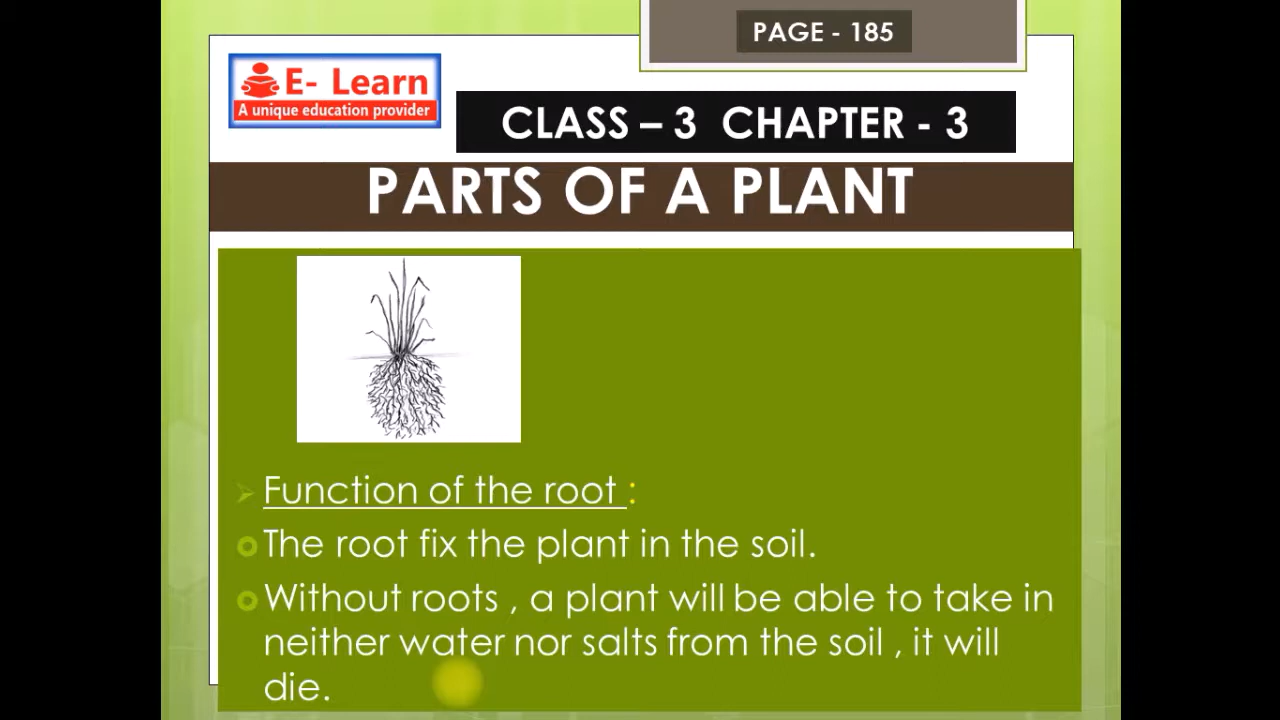 PAGE - 185
E- Learn
A unique education provider
CLASS – 3 CHAPTER - 3
PARTS OF A PLANT
Function of the root :
The root fix the plant in the soil.
Without roots , a plant will be able to take in
neither water nor salts from the soil , it will
die.